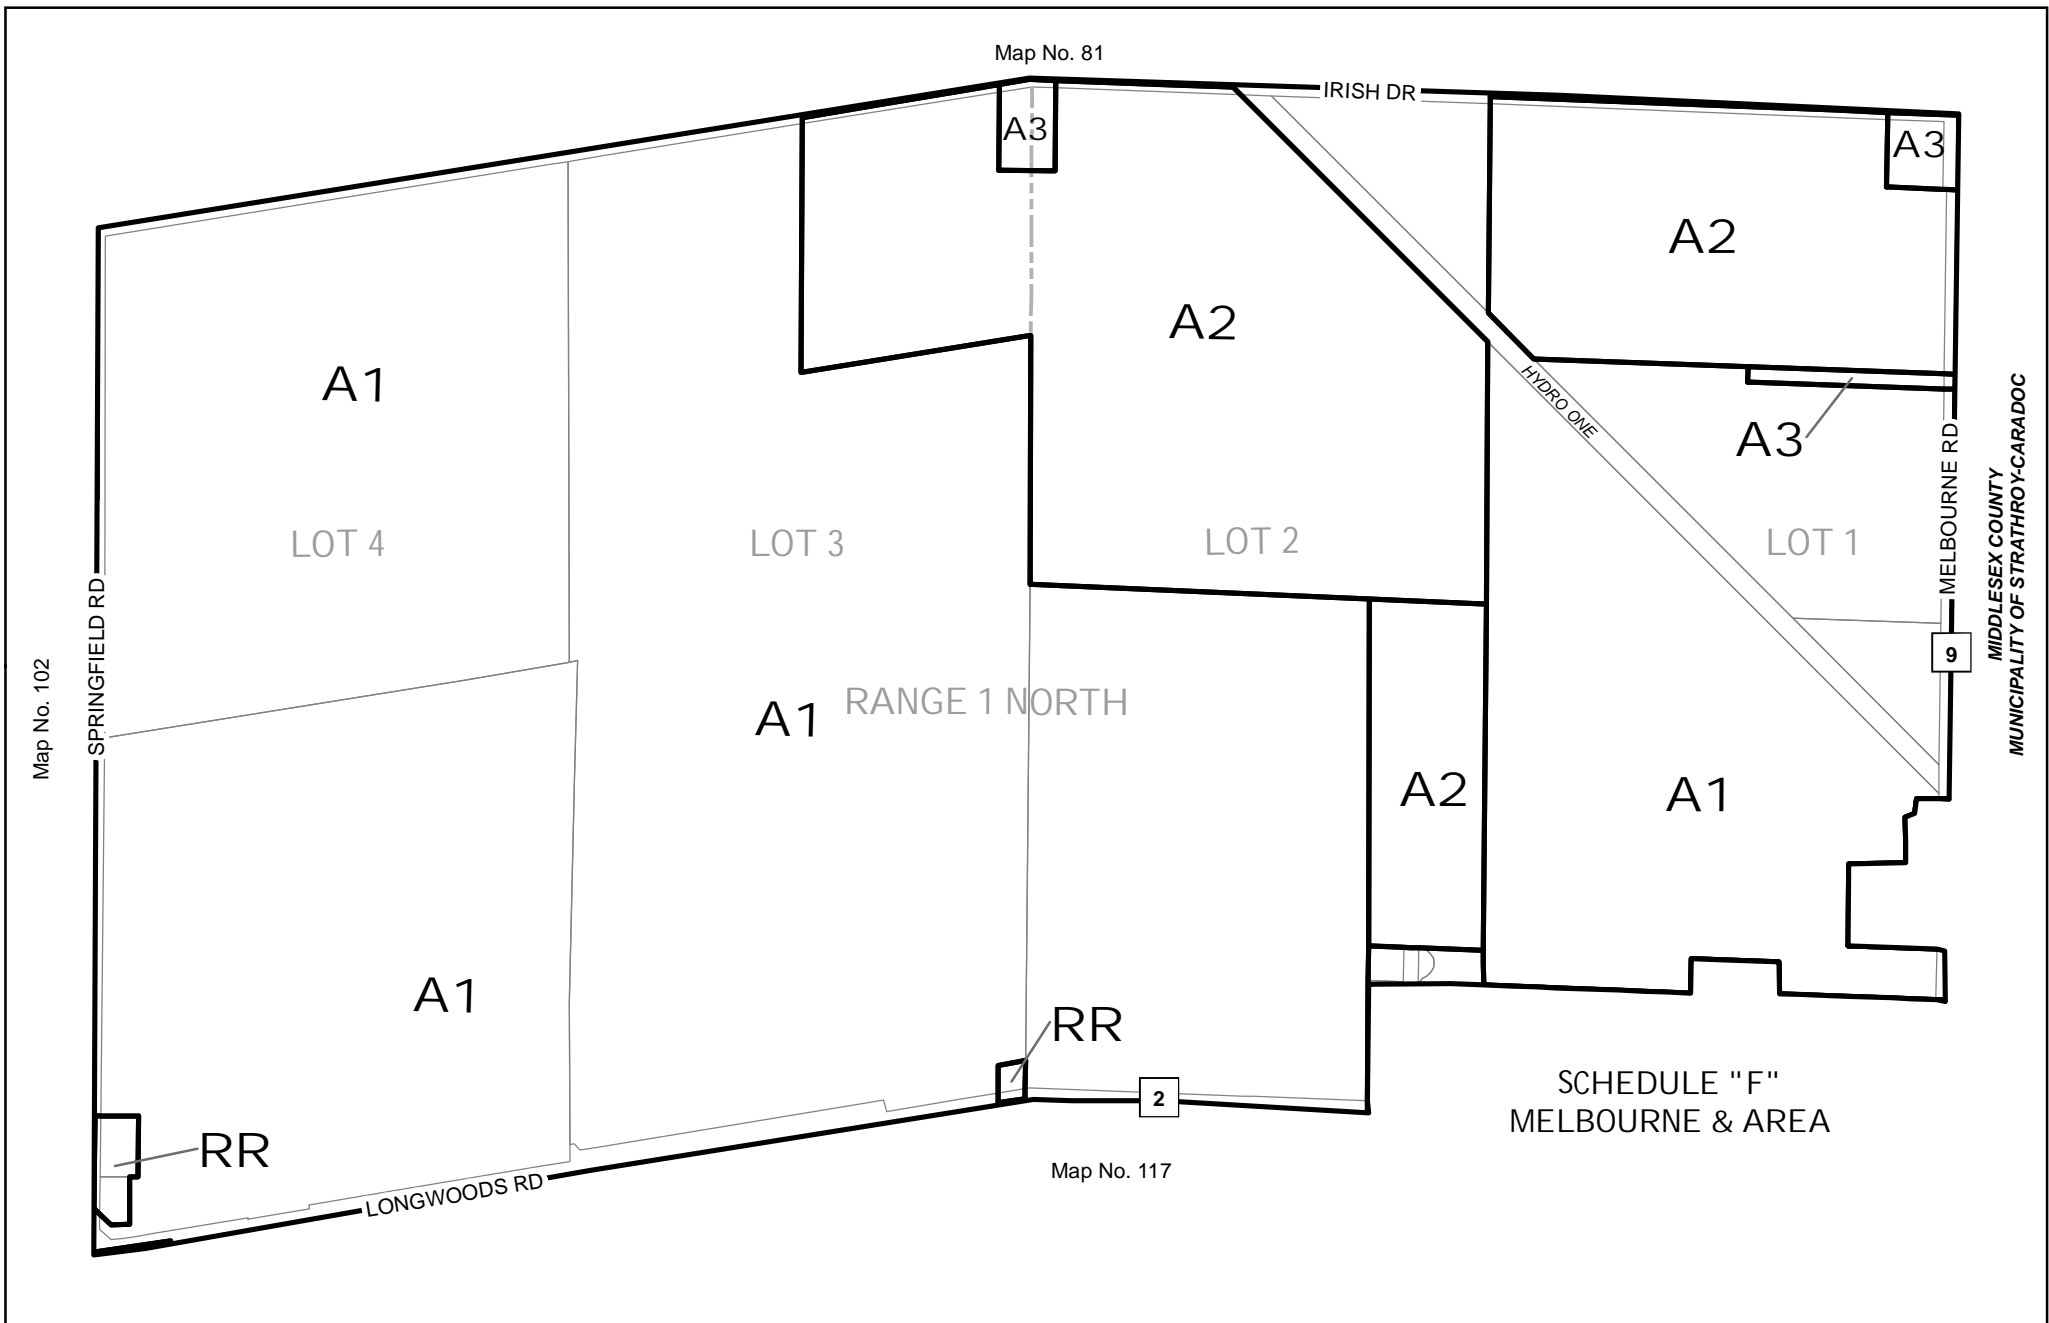 Map No. 81
IRISH DR
A3
A3
A2
A2
A1
HYDRO ONE
A3
MELBOURNE RD
MIDDLESEX COUNTY
MUNICIPALITY OF STRATHROY-CARADOC
LOT 4
LOT 3
LOT 2
LOT 1
SPRINGFIELD RD
Map No. 102
9
RANGE 1 NORTH
A1
A2
A1
A1
RR
SCHEDULE "F"
MELBOURNE & AREA
2
RR
Map No. 117
LONGWOODS RD